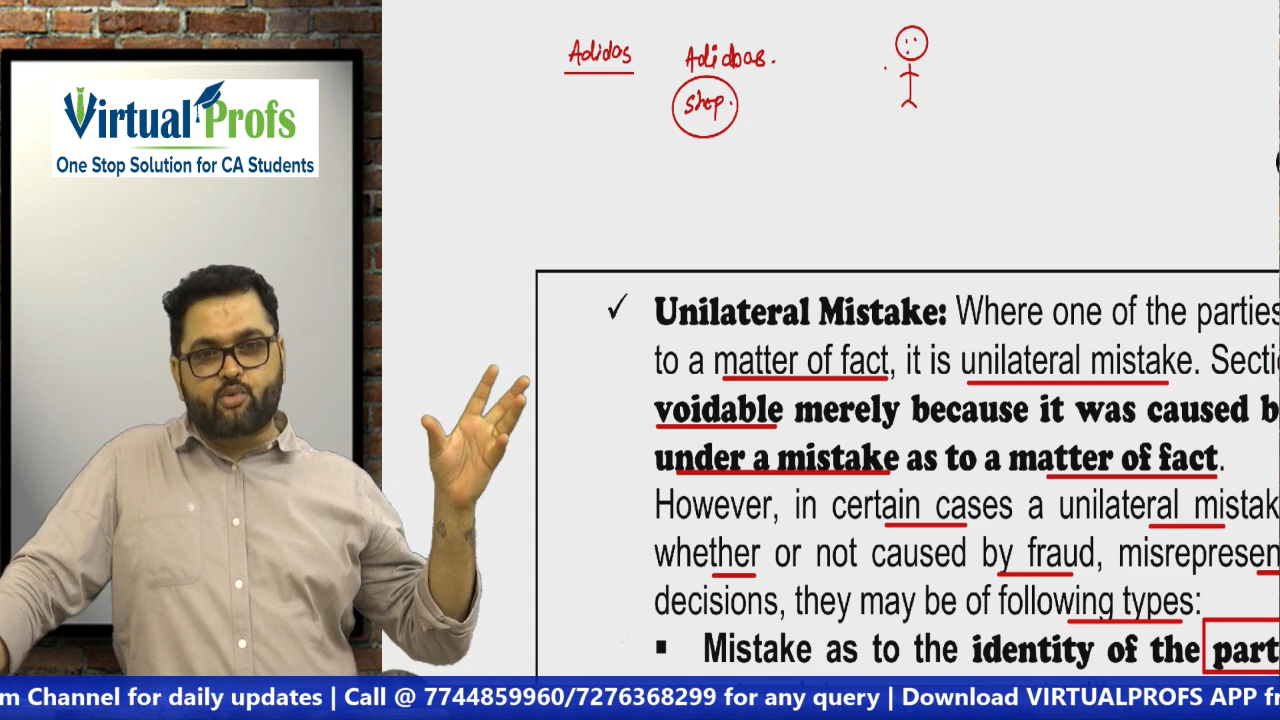 Adidas Adidbas.
Shop.
Virtual Profs
One Stop Solution for CA Students
✓ Unilateral Mistake: Where one of the parties
to a matter of fact, it is unilateral mistake. Secti
voidable merely because it was caused b
under a mistake as to a matter of fact.
However, in certain cases a unilateral mistak
whether or not caused by fraud, misrepresen
decisions, they may be of following types:
▪ Mistake as to the identity of the part
m Channel for daily updates | Call @ 7744859960/7276368299 for any query | Download VIRTUALPROFS APP fr